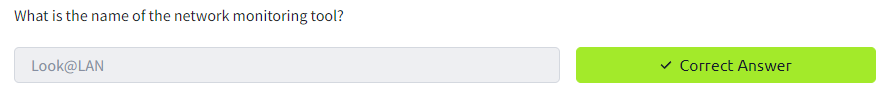 What is the name of the network monitoring tool?
Look@LAN
✓ Correct Answer